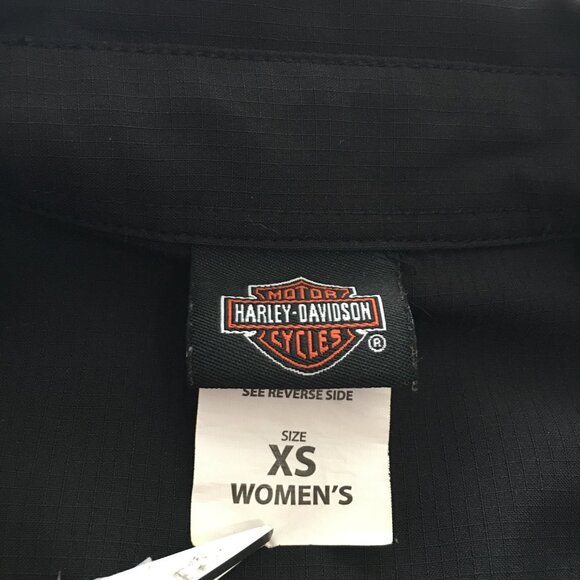 MOTOR
HARLEY-DAVIDSON
CYCLES
®
SEE REVERSE SIDE
SIZE
XS
WOMEN'S